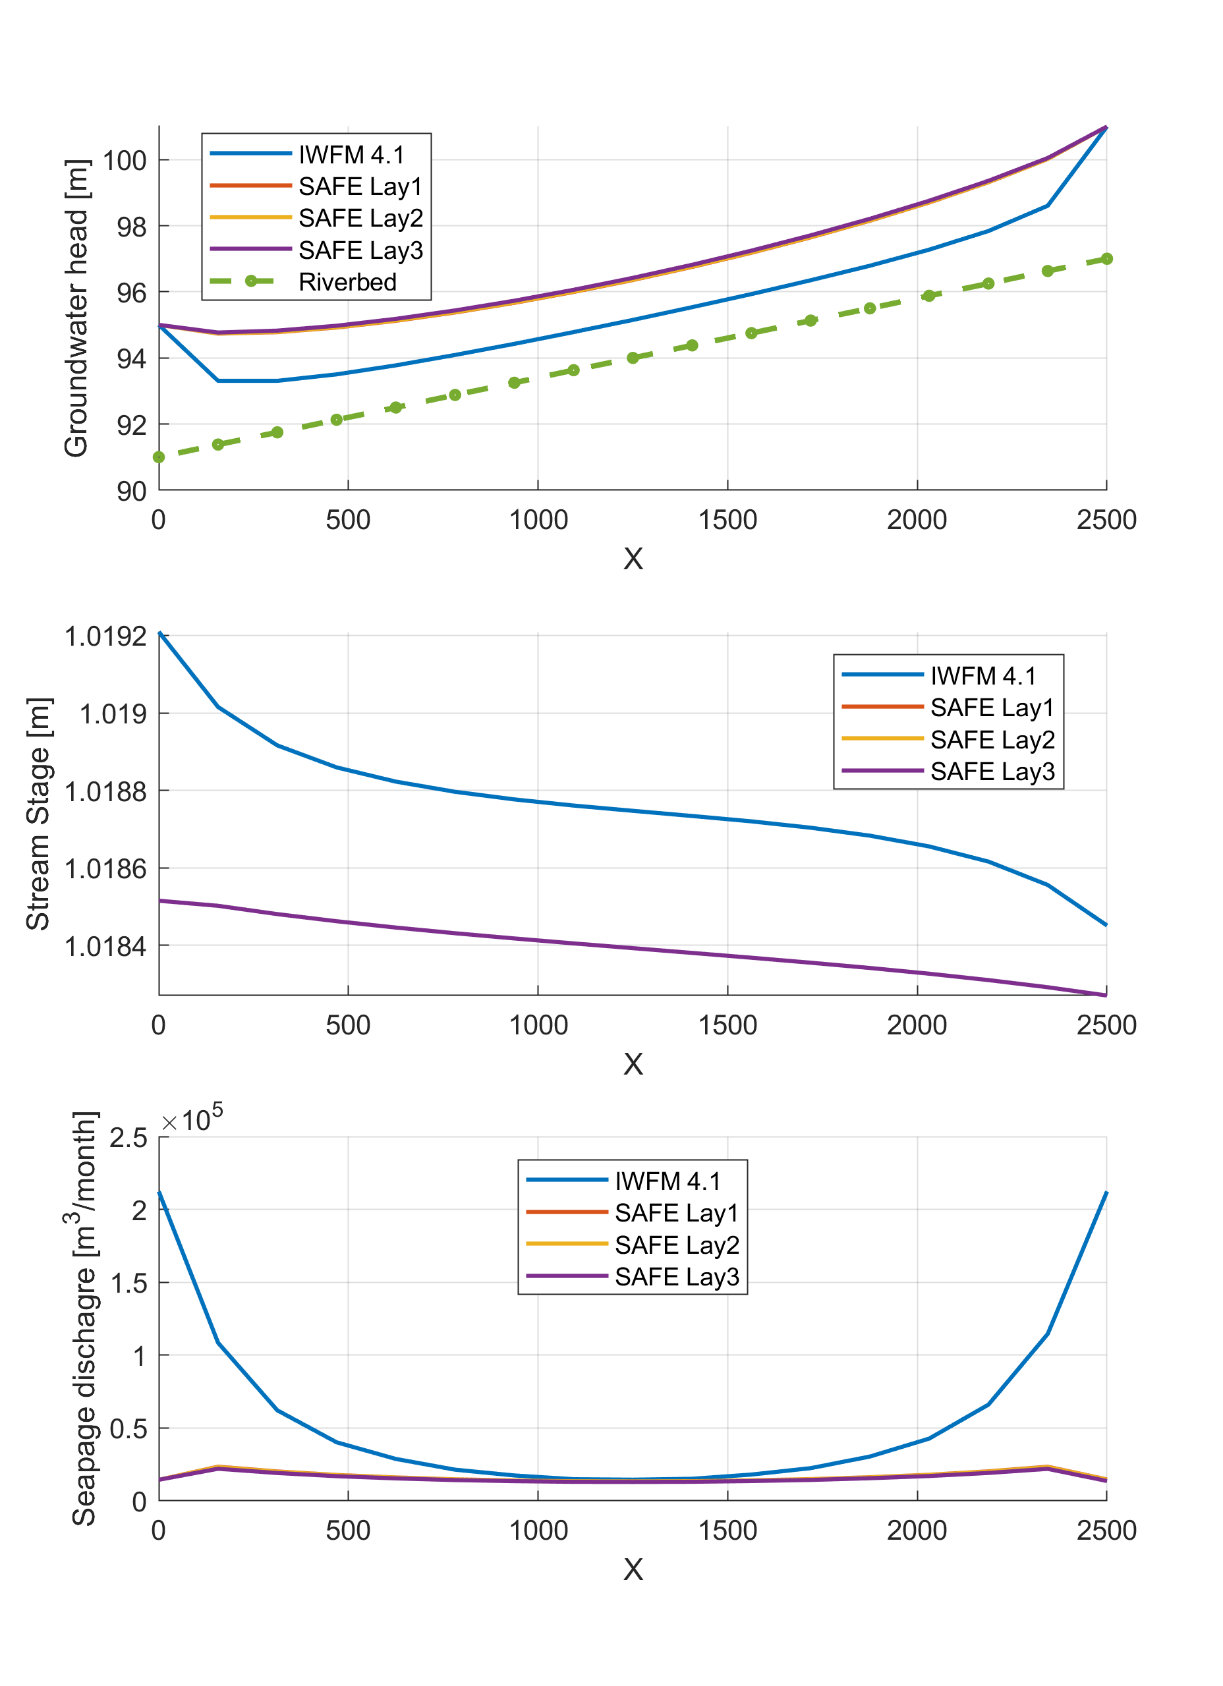 Groundwater head [m]
100
98
96
94
92
90
IWFM 4.1
SAFE Lay1
SAFE Lay2
SAFE Lay3
Riverbed
0 500 1000 1500 2000 2500
X
Stream Stage [m]
1.0192
1.019
1.0188
1.0186
1.0184
IWFM 4.1
SAFE Lay1
SAFE Lay2
SAFE Lay3
0 500 1000 1500 2000 2500
X
Seapage dischagre [m³/month]
×10⁵
2.5
2
1.5
1
0.5
0
IWFM 4.1
SAFE Lay1
SAFE Lay2
SAFE Lay3
0 500 1000 1500 2000 2500
X